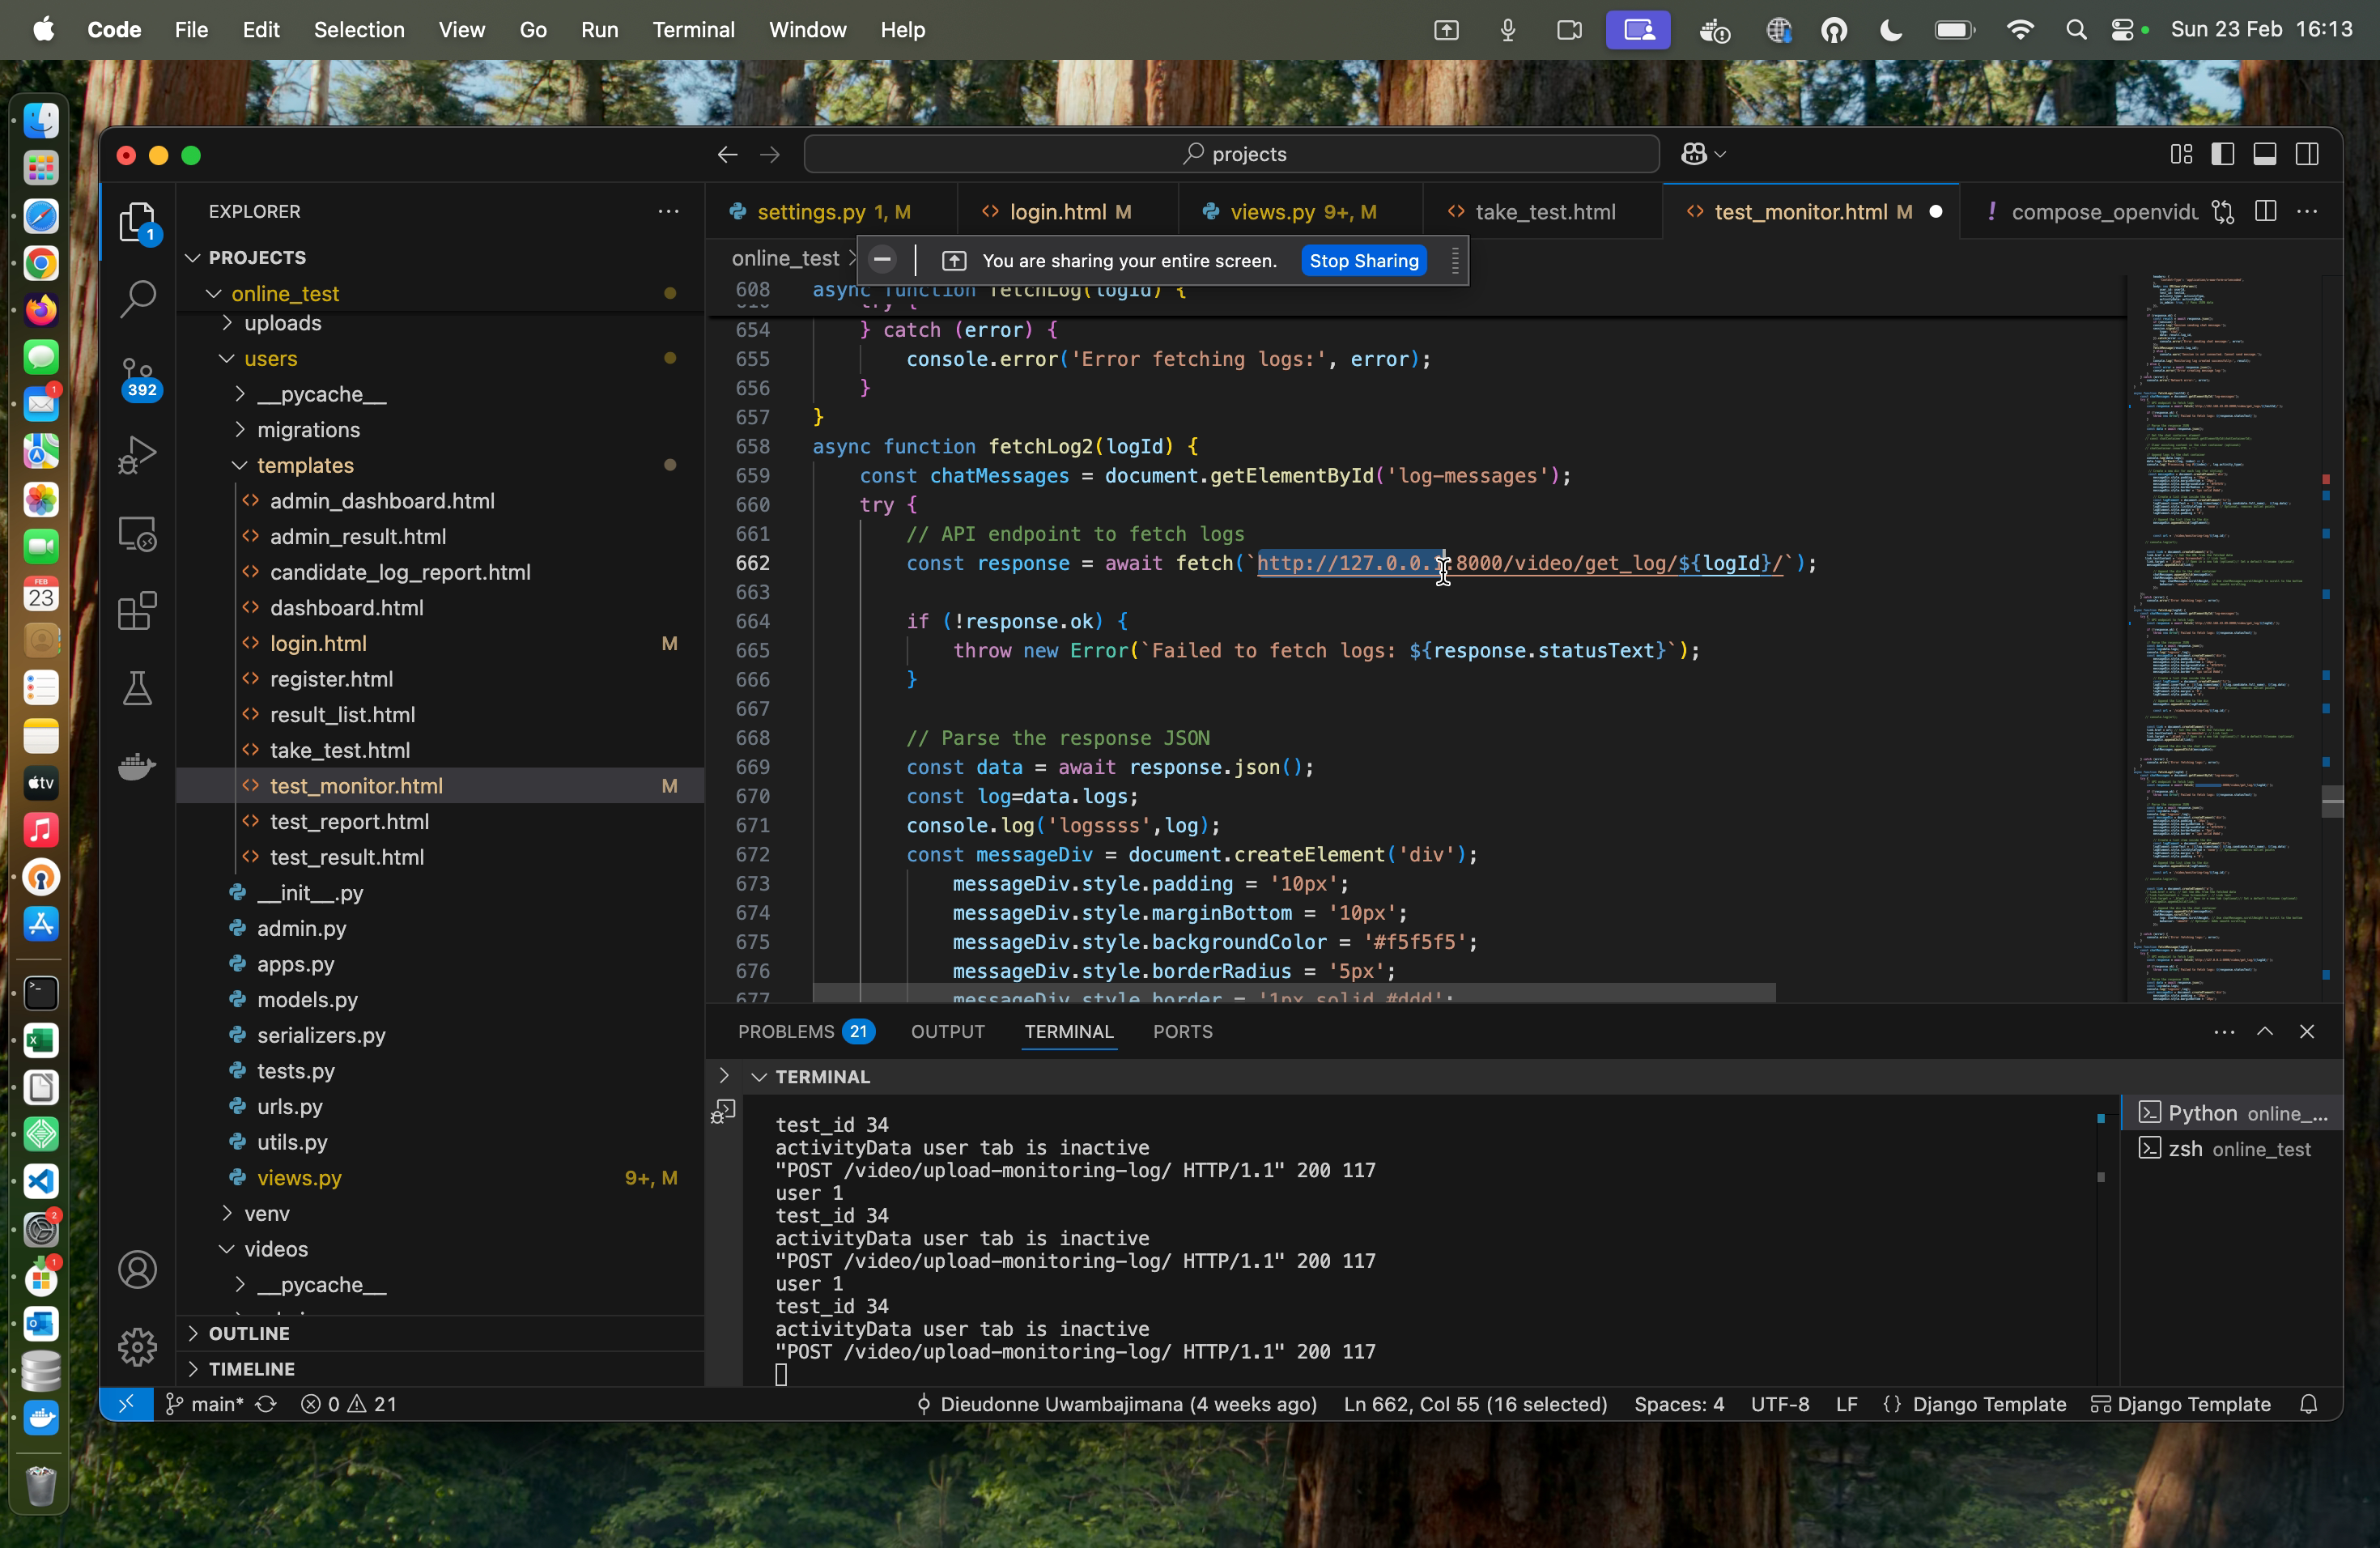 Code File Edit Selection View Go Run Terminal Window Help
Sun 23 Feb 16:13
projects
EXPLORER
PROJECTS
online_test
uploads
users
__pycache__
migrations
templates
admin_dashboard.html
admin_result.html
candidate_log_report.html
dashboard.html
login.html M
register.html
result_list.html
take_test.html
test_monitor.html M
test_report.html
test_result.html
__init__.py
admin.py
apps.py
models.py
serializers.py
tests.py
urls.py
utils.py
views.py 9+, M
venv
videos
__pycache__
OUTLINE
TIMELINE
1
392
settings.py 1, M
login.html M
views.py 9+, M
take_test.html
test_monitor.html M
! compose_openvidu
online_test >
You are sharing your entire screen. Stop Sharing
608 async function fetchLog(logId) {
610 try {
654 } catch (error) {
655 console.error('Error fetching logs:', error);
656 }
657 }
658 async function fetchLog2(logId) {
659 const chatMessages = document.getElementById('log-messages');
660 try {
661 // API endpoint to fetch logs
662 const response = await fetch(`http://127.0.0.1:8000/video/get_log/${logId}/`);
663
664 if (!response.ok) {
665 throw new Error(`Failed to fetch logs: ${response.statusText}`);
666 }
667
668 // Parse the response JSON
669 const data = await response.json();
670 const log=data.logs;
671 console.log('logssss',log);
672 const messageDiv = document.createElement('div');
673 messageDiv.style.padding = '10px';
674 messageDiv.style.marginBottom = '10px';
675 messageDiv.style.backgroundColor = '#f5f5f5';
676 messageDiv.style.borderRadius = '5px';
677 messageDiv.style.border = '1px solid #ddd';
PROBLEMS 21 OUTPUT TERMINAL PORTS
TERMINAL
test_id 34
activityData user tab is inactive
"POST /video/upload-monitoring-log/ HTTP/1.1" 200 117
user 1
test_id 34
activityData user tab is inactive
"POST /video/upload-monitoring-log/ HTTP/1.1" 200 117
user 1
test_id 34
activityData user tab is inactive
"POST /video/upload-monitoring-log/ HTTP/1.1" 200 117
Python online_...
zsh online_test
main* 0 21
Dieudonne Uwambajimana (4 weeks ago) Ln 662, Col 55 (16 selected) Spaces: 4 UTF-8 LF {} Django Template Django Template
FEB
23
tv
1
2
1